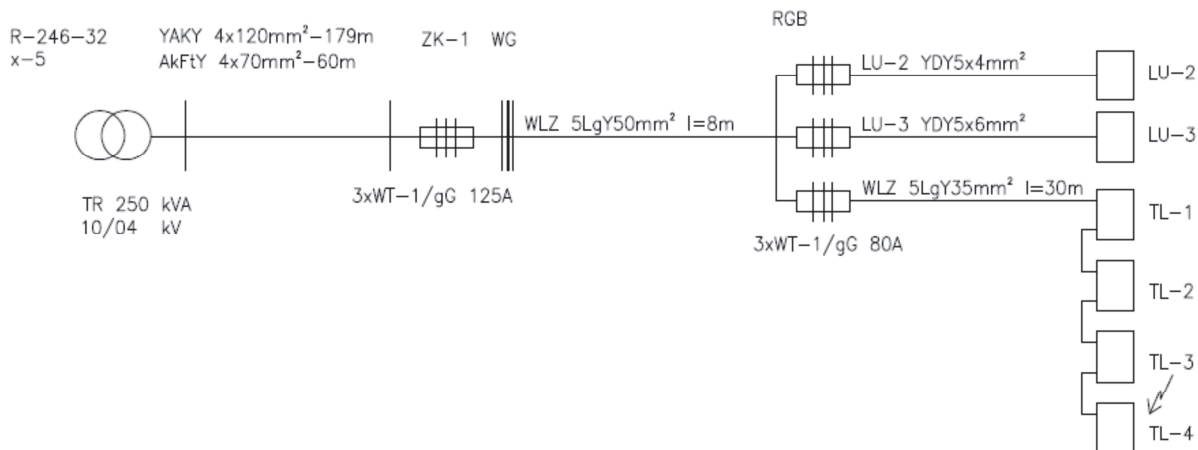 R-246-32
x-5
YAKY 4x120mm²-179m
AkFtY 4x70mm²-60m
ZK-1 WG
RGB
LU-2 YDY5x4mm²
LU-2
WLZ 5LgY50mm² l=8m
LU-3 YDY5x6mm²
LU-3
TR 250 kVA
10/04 kV
3xWT-1/gG 125A
WLZ 5LgY35mm² l=30m
TL-1
3xWT-1/gG 80A
TL-2
TL-3
TL-4